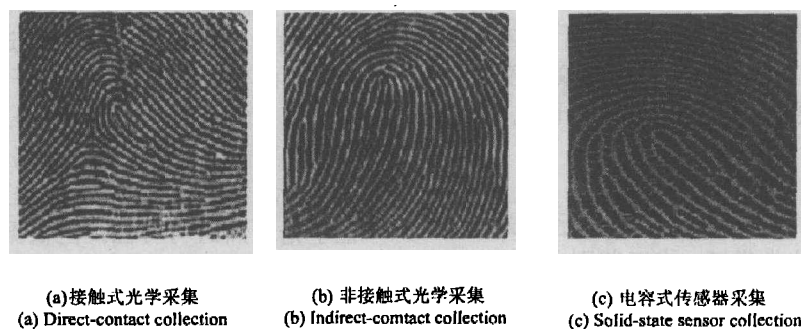 (a)接触式光学采集
(a) Direct-contact collection
(b) 非接触式光学采集
(b) Indirect-comtact collection
(c) 电容式传感器采集
(c) Solid-state sensor collection